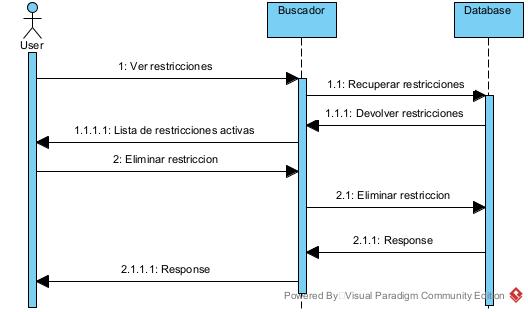 Buscador
Database
User
1: Ver restricciones
1.1: Recuperar restricciones
1.1.1: Devolver restricciones
1.1.1.1: Lista de restricciones activas
2: Eliminar restriccion
2.1: Eliminar restriccion
2.1.1: Response
2.1.1.1: Response
Powered By Visual Paradigm Community Edition